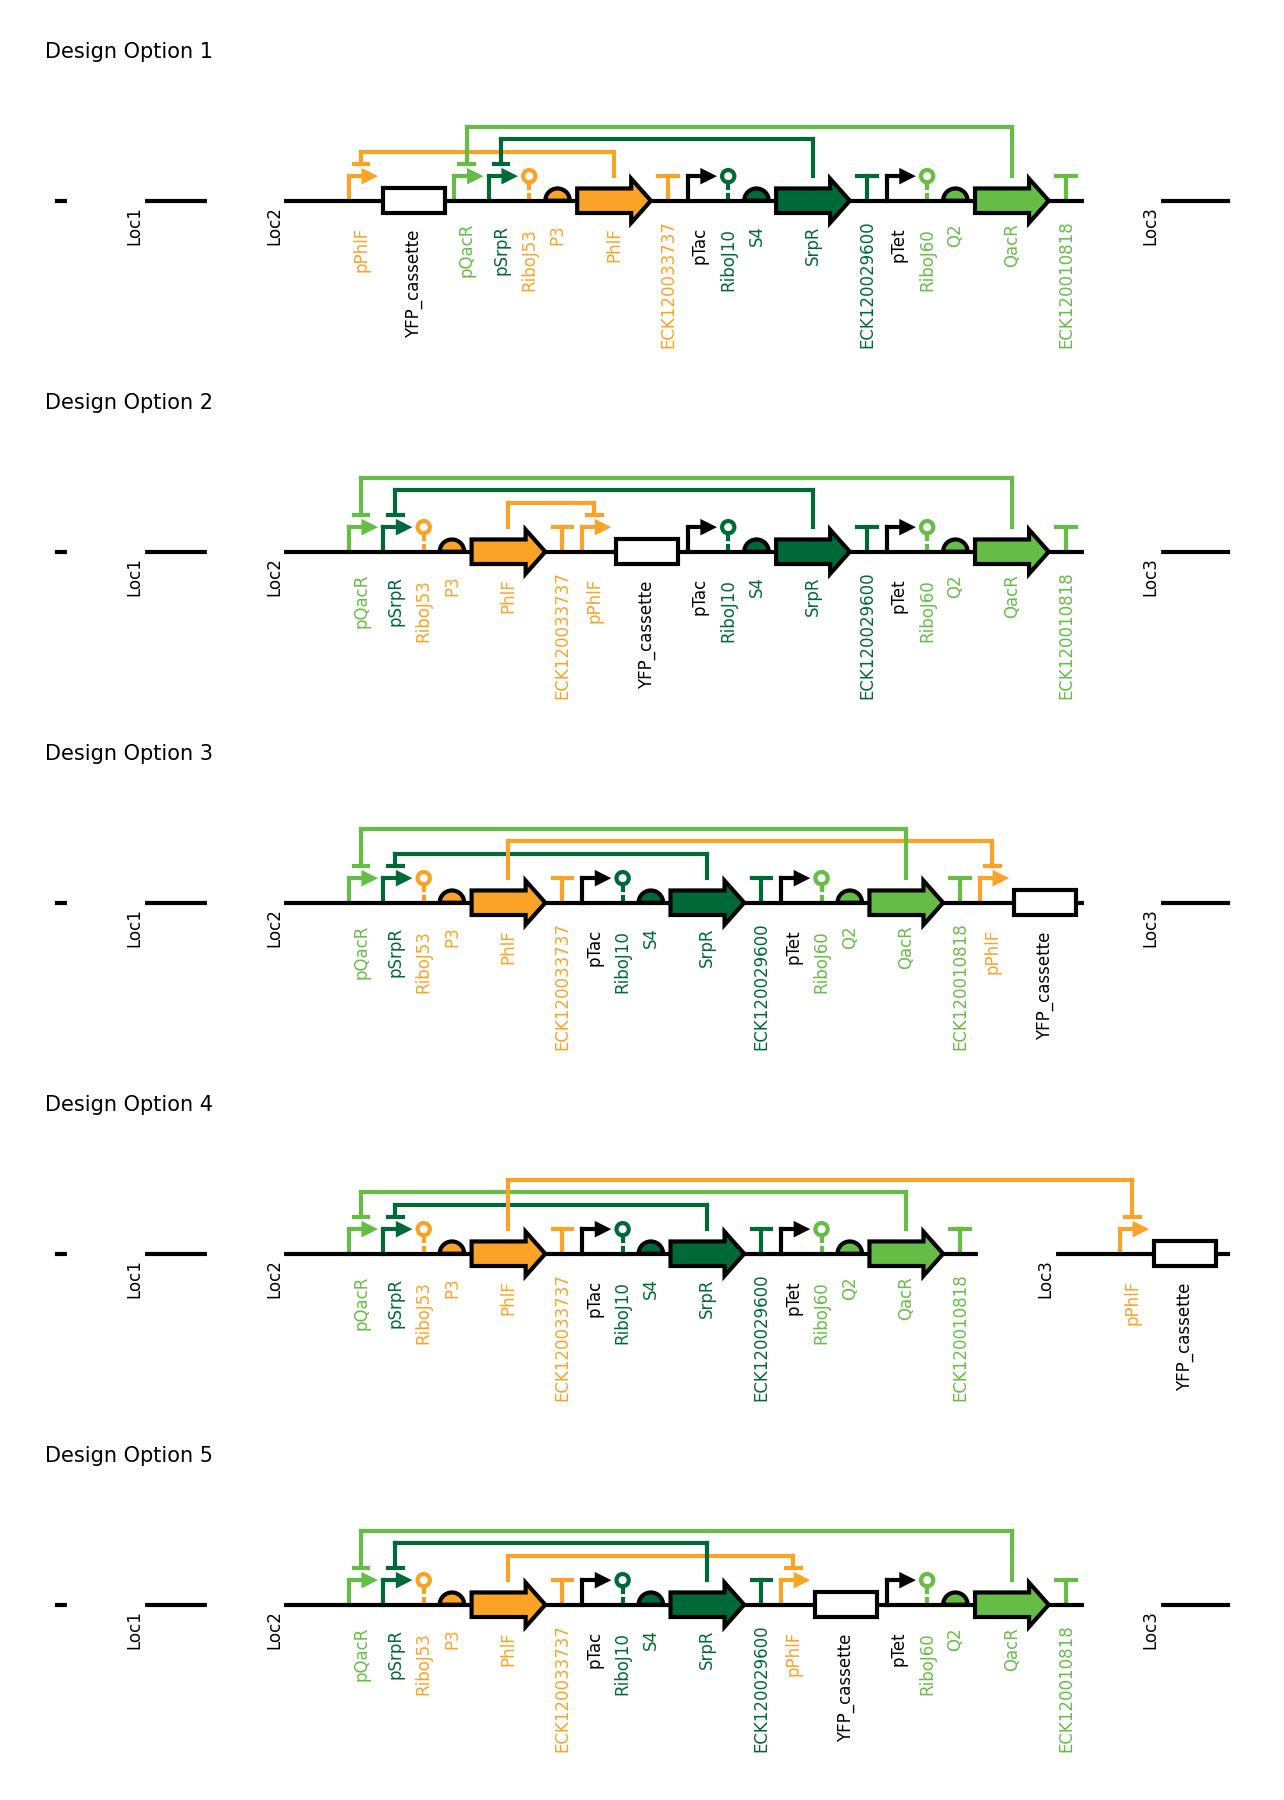 Design Option 1
Loc1
Loc2
pPhlF
YFP_cassette
pQacR
pSrpR
RiboJ53
P3
PhlF
ECK120033737
pTac
RiboJ10
S4
SrpR
ECK120029600
pTet
RiboJ60
Q2
QacR
ECK120010818
Loc3
Design Option 2
Loc1
Loc2
pQacR
pSrpR
RiboJ53
P3
PhlF
ECK120033737
pPhlF
YFP_cassette
pTac
RiboJ10
S4
SrpR
ECK120029600
pTet
RiboJ60
Q2
QacR
ECK120010818
Loc3
Design Option 3
Loc1
Loc2
pQacR
pSrpR
RiboJ53
P3
PhlF
ECK120033737
pTac
RiboJ10
S4
SrpR
ECK120029600
pTet
RiboJ60
Q2
QacR
ECK120010818
pPhlF
YFP_cassette
Loc3
Design Option 4
Loc1
Loc2
pQacR
pSrpR
RiboJ53
P3
PhlF
ECK120033737
pTac
RiboJ10
S4
SrpR
ECK120029600
pTet
RiboJ60
Q2
QacR
ECK120010818
Loc3
pPhlF
YFP_cassette
Design Option 5
Loc1
Loc2
pQacR
pSrpR
RiboJ53
P3
PhlF
ECK120033737
pTac
RiboJ10
S4
SrpR
ECK120029600
pPhlF
YFP_cassette
pTet
RiboJ60
Q2
QacR
ECK120010818
Loc3